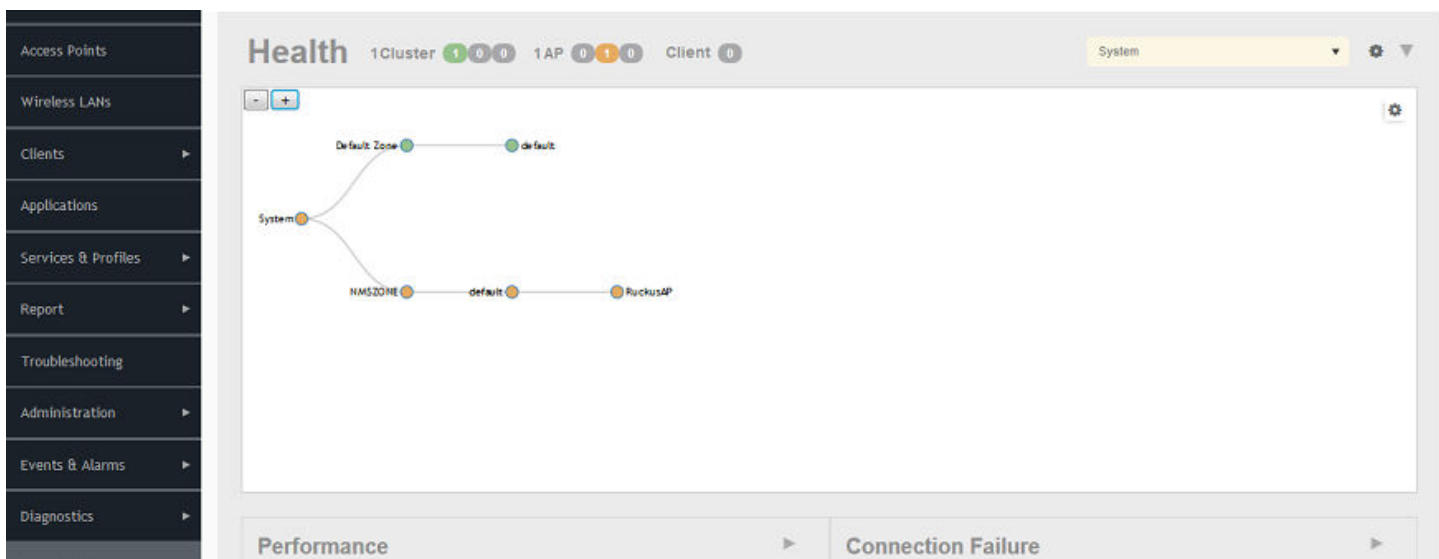 Access Points
Wireless LANs
Clients
Applications
Services & Profiles
Report
Troubleshooting
Administration
Events & Alarms
Diagnostics
Health 1Cluster 1 0 0 1AP 0 1 0 Client 0
System
- +
Default Zone default
System
NMSZONE default RuckusAP
Performance
Connection Failure